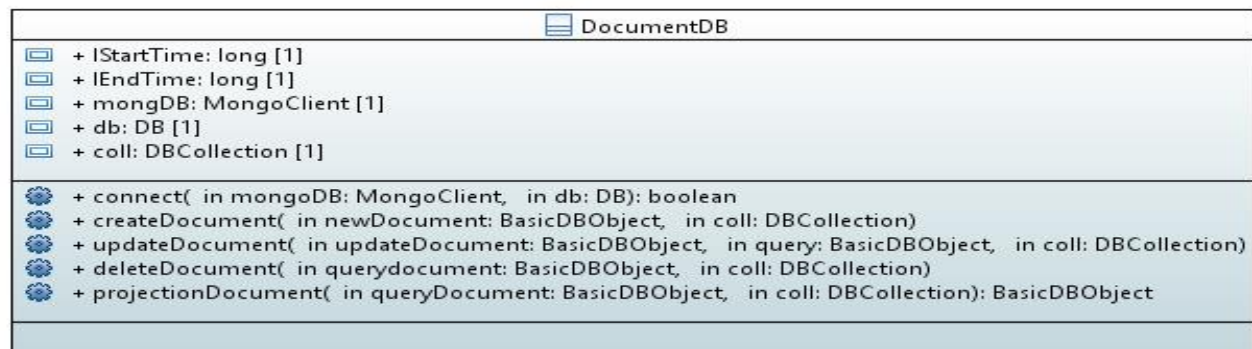 DocumentDB
+ lStartTime: long [1]
+ lEndTime: long [1]
+ mongDB: MongoClient [1]
+ db: DB [1]
+ coll: DBCollection [1]
+ connect( in mongoDB: MongoClient, in db: DB): boolean
+ createDocument( in newDocument: BasicDBObject, in coll: DBCollection)
+ updateDocument( in updateDocument: BasicDBObject, in query: BasicDBObject, in coll: DBCollection)
+ deleteDocument( in querydocument: BasicDBObject, in coll: DBCollection)
+ projectionDocument( in queryDocument: BasicDBObject, in coll: DBCollection): BasicDBObject